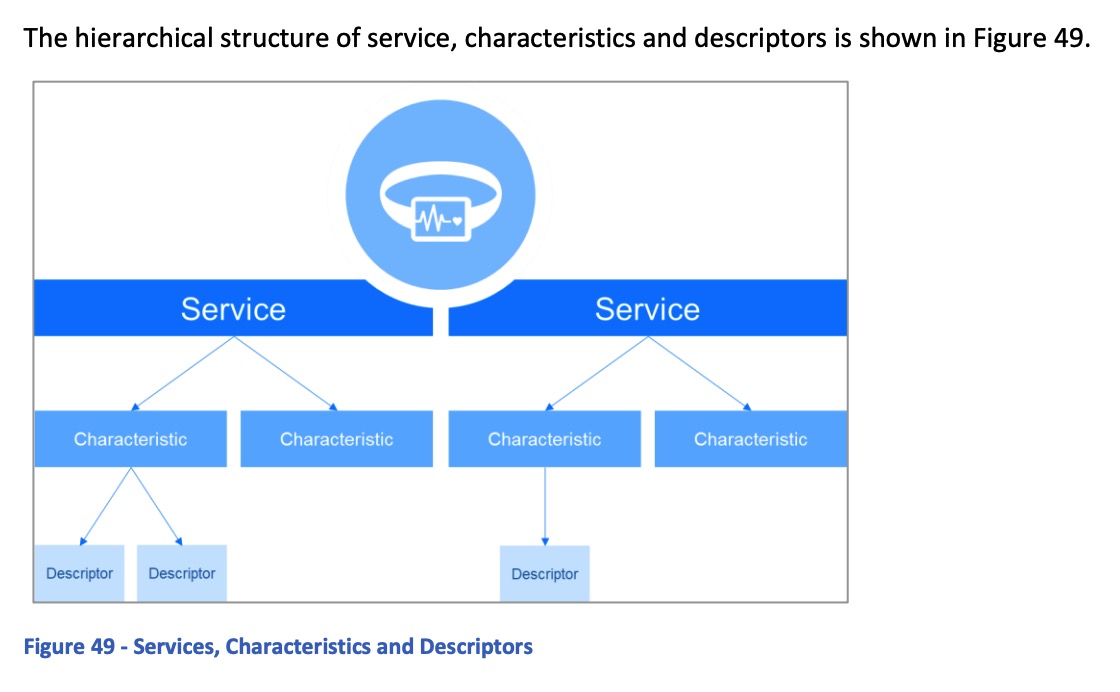 The hierarchical structure of service, characteristics and descriptors is shown in Figure 49.
Service
Service
Characteristic
Characteristic
Characteristic
Characteristic
Descriptor
Descriptor
Descriptor
Figure 49 - Services, Characteristics and Descriptors